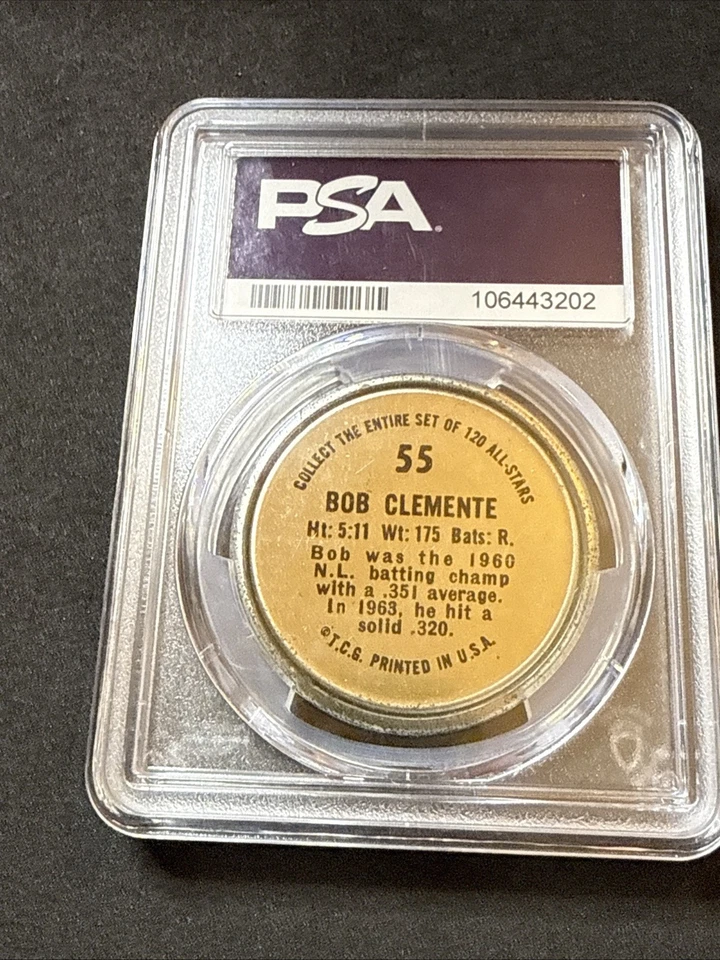 PSA
106443202
COLLECT THE ENTIRE SET OF 120 ALL-STARS
55
BOB CLEMENTE
Ht: 5:11 Wt: 175 Bats: R.
Bob was the 1960
N.L. batting champ
with a .351 average.
In 1963, he hit a
solid .320.
©T.C.G. PRINTED IN U.S.A.